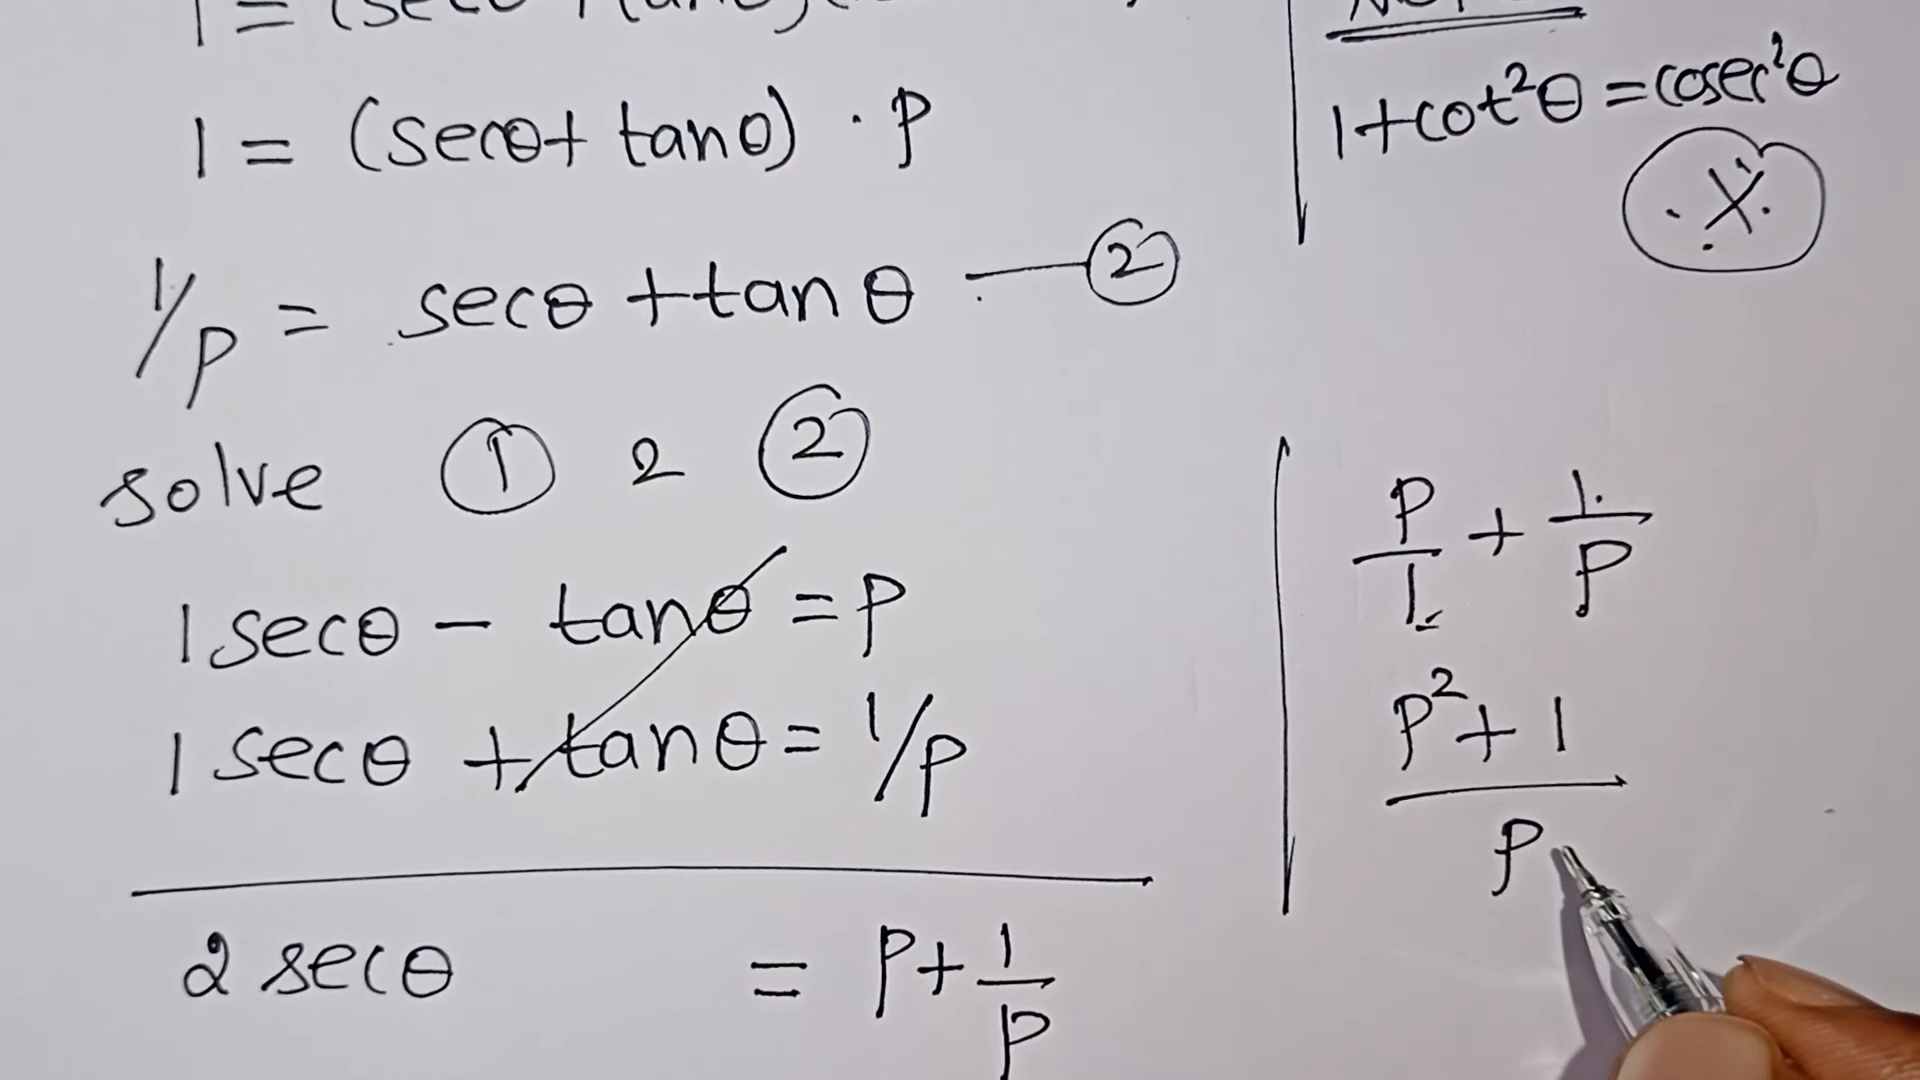 1 = (secθ + tanθ) · P
1/P = secθ + tanθ — ②
solve ① & ②
1 secθ - tanθ = P
1 secθ + tanθ = 1/P
2 secθ = P + 1/P
1 + cot²θ = cosec²θ
X
P/1 + 1/P
P² + 1
P